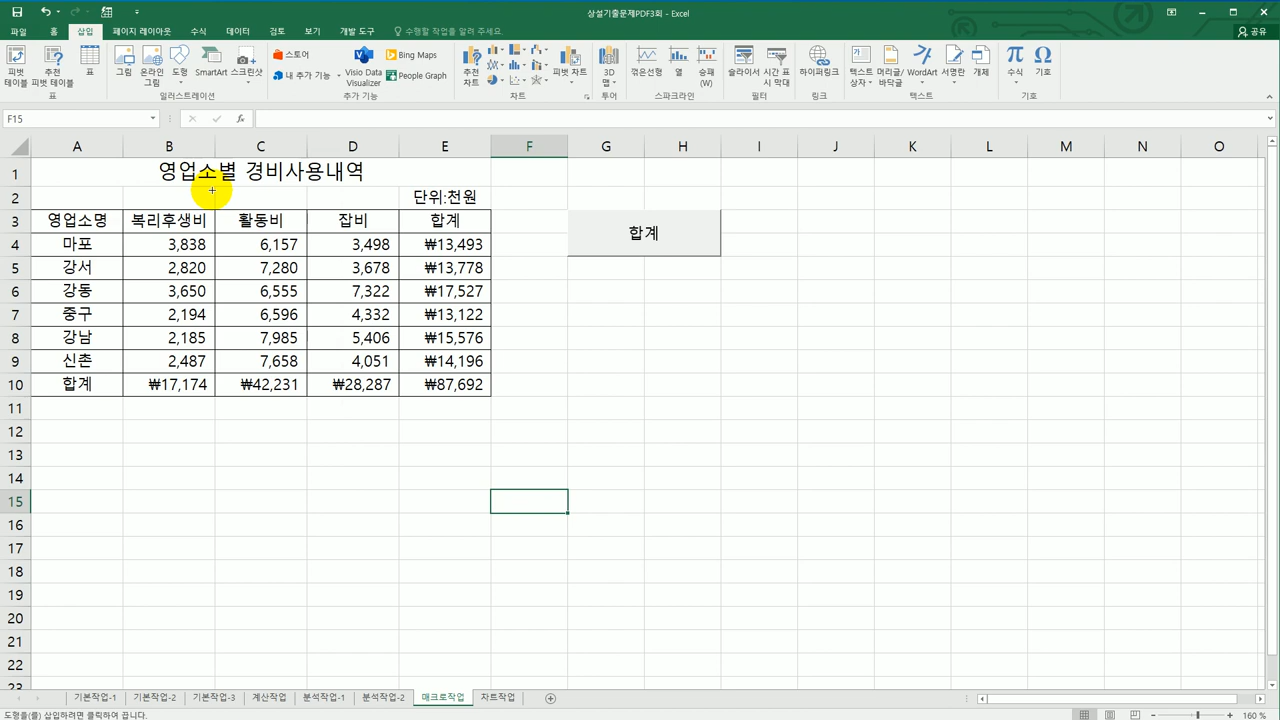 상설기출문제PDF3회 - Excel
파일 홈 삽입 페이지 레이아웃 수식 데이터 검토 보기 개발 도구 수행할 작업을 알려 주세요. 공유
피벗 테이블 추천 피벗 테이블 표 그림 온라인 그림 도형 SmartArt 스크린샷 스토어 내 추가 기능 Visio Data Visualizer Bing Maps People Graph 추천 차트 피벗 차트 3D 맵 꺾은선형 열 승패 (W) 슬라이서 시간 표시 막대 하이퍼링크 텍스트 상자 머리글/바닥글 WordArt 서명란 개체 수식 기호
표 일러스트레이션 추가 기능 차트 투어 스파크라인 필터 링크 텍스트 기호
F15 fx
A B C D E F G H I J K L M N O
1 영업소별 경비사용내역
2 단위:천원
3 영업소명 복리후생비 활동비 잡비 합계
합계
4 마포 3,838 6,157 3,498 ₩13,493
5 강서 2,820 7,280 3,678 ₩13,778
6 강동 3,650 6,555 7,322 ₩17,527
7 중구 2,194 6,596 4,332 ₩13,122
8 강남 2,185 7,985 5,406 ₩15,576
9 신촌 2,487 7,658 4,051 ₩14,196
10 합계 ₩17,174 ₩42,231 ₩28,287 ₩87,692
11
12
13
14
15
16
17
18
19
20
21
22
23
기본작업-1 기본작업-2 기본작업-3 계산작업 분석작업-1 분석작업-2 매크로작업 차트작업
도형을(를) 삽입하려면 클릭하여 끕니다. 160 %